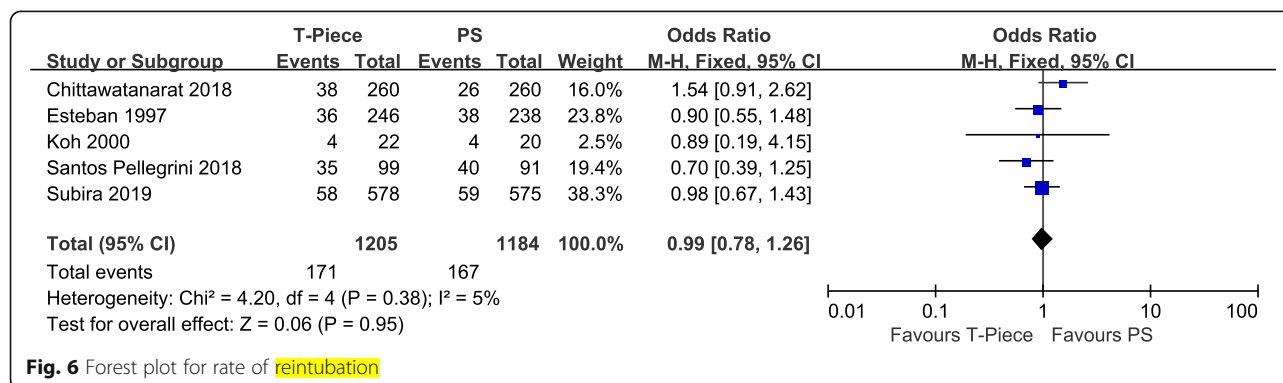 T-Piece PS Odds Ratio Odds Ratio
Study or Subgroup Events Total Events Total Weight M-H, Fixed, 95% CI M-H, Fixed, 95% CI
Chittawatanarat 2018 38 260 26 260 16.0% 1.54 [0.91, 2.62]
Esteban 1997 36 246 38 238 23.8% 0.90 [0.55, 1.48]
Koh 2000 4 22 4 20 2.5% 0.89 [0.19, 4.15]
Santos Pellegrini 2018 35 99 40 91 19.4% 0.70 [0.39, 1.25]
Subira 2019 58 578 59 575 38.3% 0.98 [0.67, 1.43]
Total (95% CI) 1205 1184 100.0% 0.99 [0.78, 1.26]
Total events 171 167
Heterogeneity: Chi² = 4.20, df = 4 (P = 0.38); I² = 5%
Test for overall effect: Z = 0.06 (P = 0.95)
0.01 0.1 1 10 100
Favours T-Piece Favours PS
Fig. 6 Forest plot for rate of reintubation